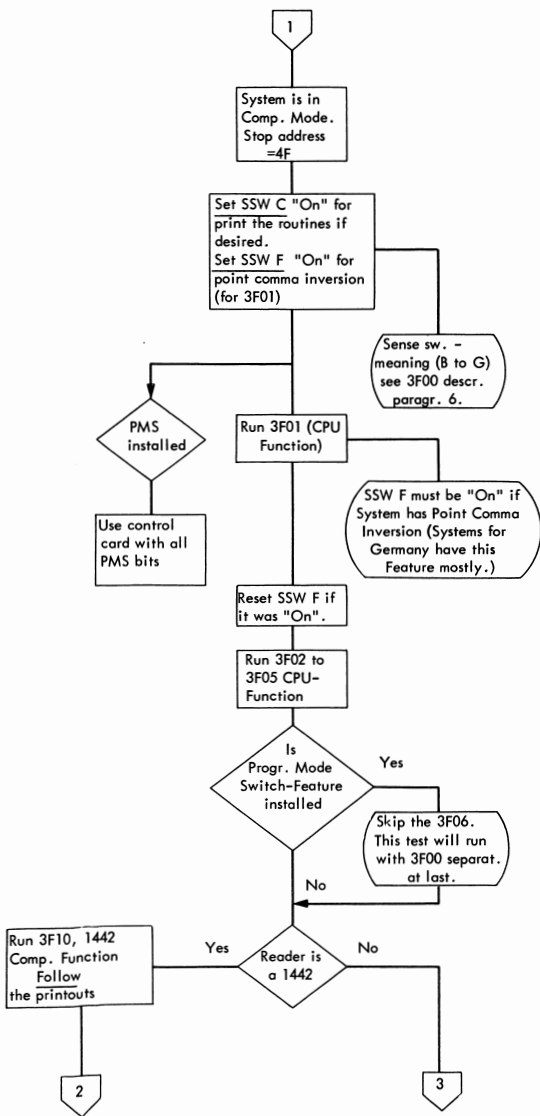 1
System is in
Comp. Mode.
Stop address
=4F
Set SSW C "On" for
print the routines if
desired.
Set SSW F "On" for
point comma inversion
(for 3F01)
Sense sw. -
meaning (B to G)
see 3F00 descr.
paragr. 6.
PMS
installed
Run 3F01 (CPU
Function)
Use control
card with all
PMS bits
SSW F must be "On" if
System has Point Comma
Inversion (Systems for
Germany have this
Feature mostly.)
Reset SSW F if
it was "On".
Run 3F02 to
3F05 CPU-
Function
Is
Progr. Mode
Switch-Feature
installed
Yes
Skip the 3F06.
This test will run
with 3F00 separat.
at last.
No
Run 3F10, 1442
Comp. Function
Follow
the printouts
Yes
Reader is
a 1442
No
2
3